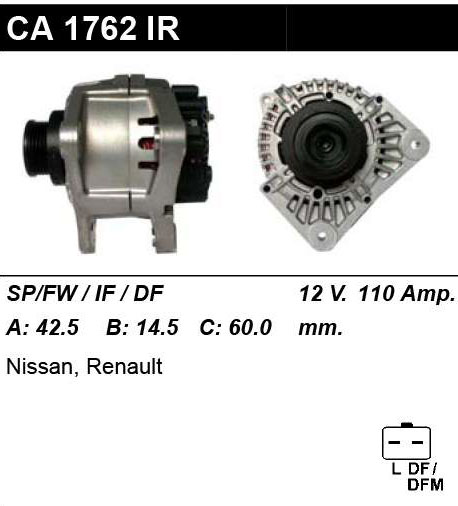 CA 1762 IR
SP/FW / IF / DF 12 V. 110 Amp.
A: 42.5 B: 14.5 C: 60.0 mm.
Nissan, Renault
L DF/
DFM